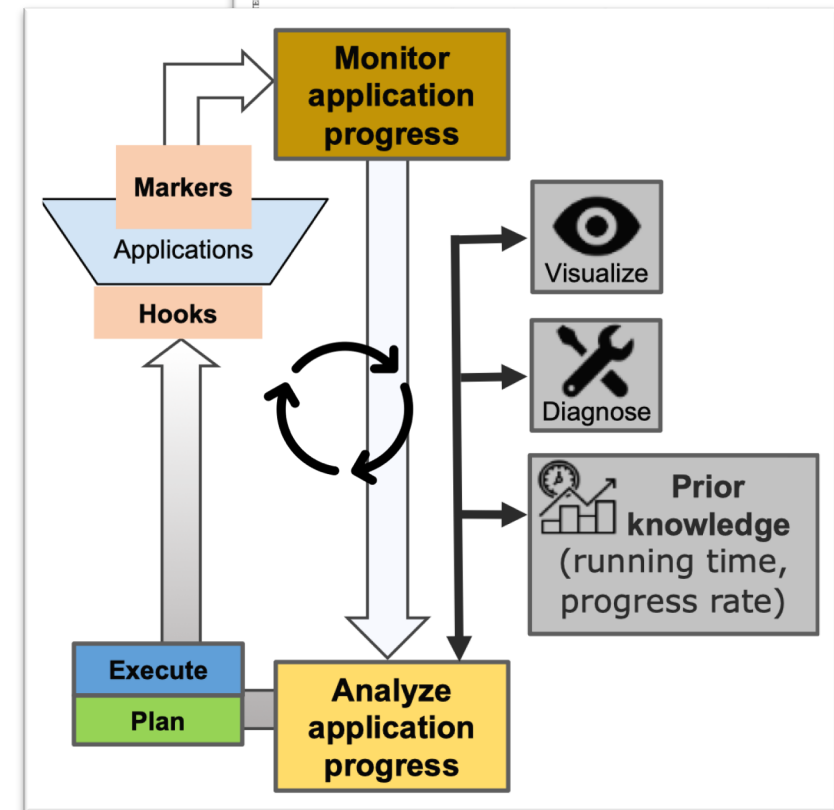 Monitor
application
progress
Markers
Applications
Hooks
Visualize
Diagnose
Prior
knowledge
(running time,
progress rate)
Execute
Plan
Analyze
application
progress